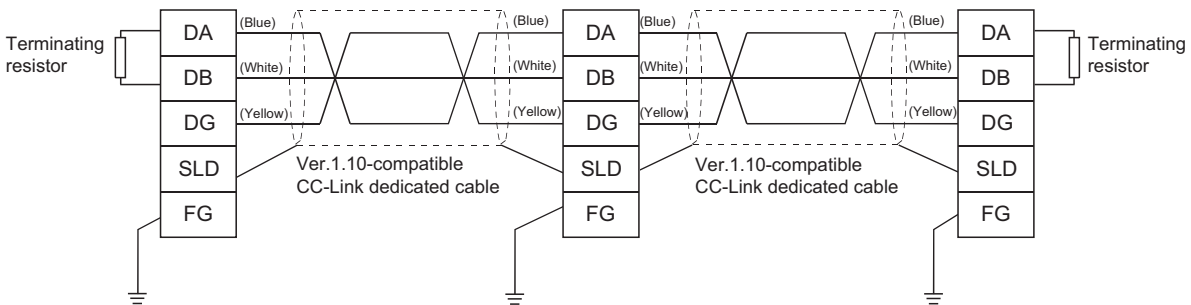 Terminating
resistor
DA
DB
DG
SLD
FG
(Blue)
(White)
(Yellow)
(Blue)
(White)
(Yellow)
Ver.1.10-compatible
CC-Link dedicated cable
DA
DB
DG
SLD
FG
(Blue)
(White)
(Yellow)
(Blue)
(White)
(Yellow)
Ver.1.10-compatible
CC-Link dedicated cable
DA
DB
DG
SLD
FG
Terminating
resistor